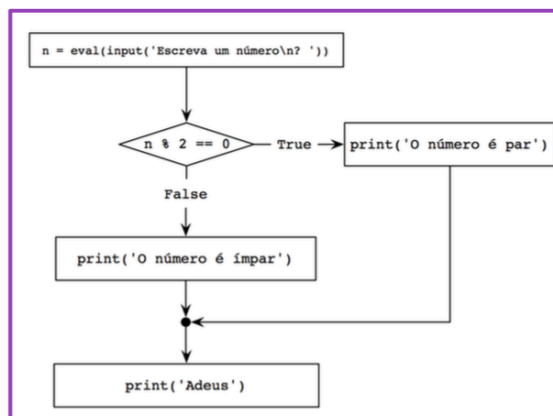 n = eval(input('Escreva um número\n? '))
n % 2 == 0
True
print('O número é par')
False
print('O número é ímpar')
print('Adeus')